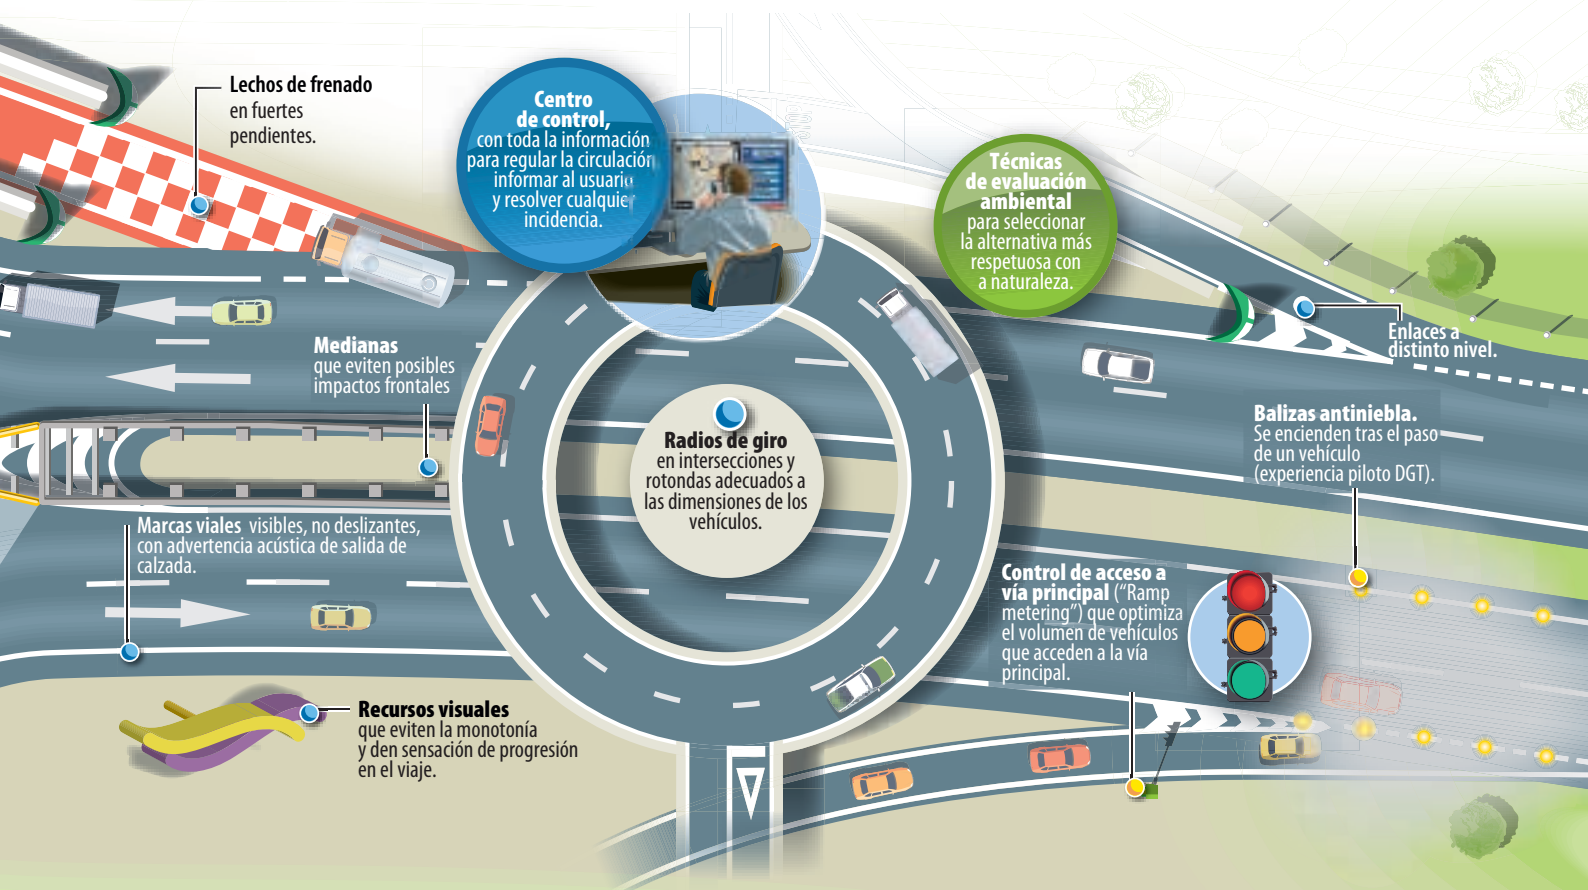 Lechos de frenado
en fuertes
pendientes.
Centro
de control,
con toda la información
para regular la circulación
informar al usuario
y resolver cualquier
incidencia.
Técnicas
de evaluación
ambiental
para seleccionar
la alternativa más
respetuosa con
a naturaleza.
Enlaces a
distinto nivel.
Medianas
que eviten posibles
impactos frontales
Radios de giro
en intersecciones y
rotondas adecuados a
las dimensiones de los
vehículos.
Balizas antiniebla.
Se encienden tras el paso
de un vehículo
(experiencia piloto DGT).
Marcas viales visibles, no deslizantes,
con advertencia acústica de salida de
calzada.
Control de acceso a
vía principal ("Ramp
metering") que optimiza
el volumen de vehículos
que acceden a la vía
principal.
Recursos visuales
que eviten la monotonía
y den sensación de progresión
en el viaje.